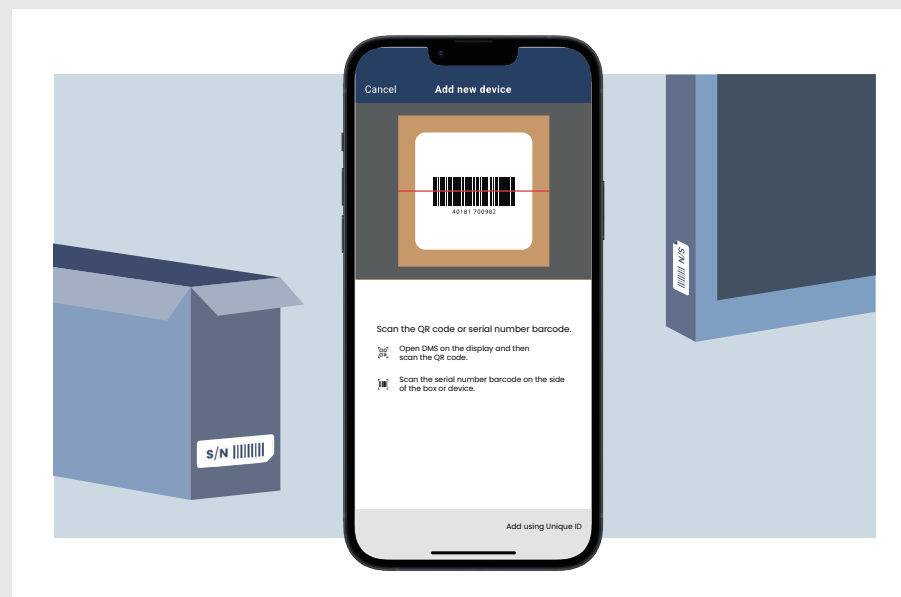 Cancel
Add new device
40181 700982
Scan the QR code or serial number barcode.
Open DMS on the display and then
scan the QR code.
Scan the serial number barcode on the side
of the box or device.
Add using Unique ID
S/N
S/N